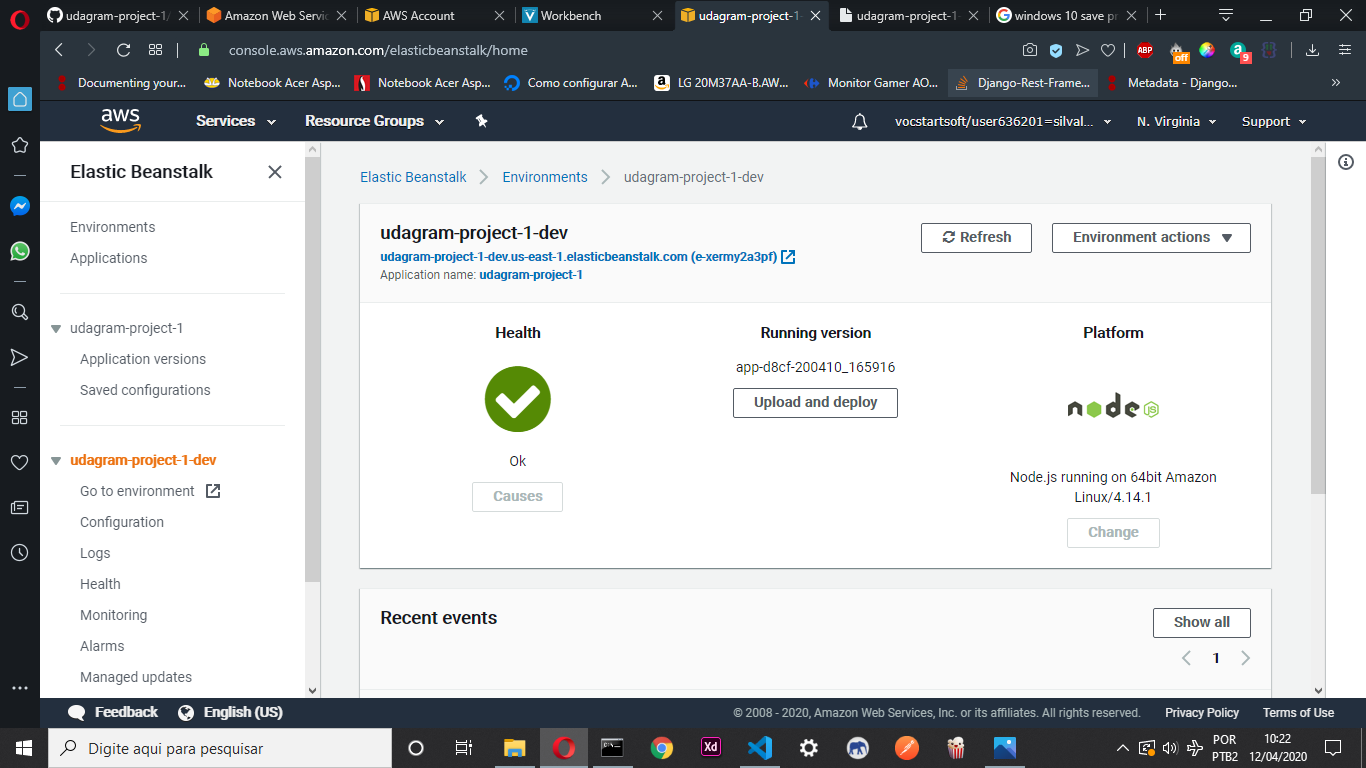 udagram-project-1/
Amazon Web Servic
AWS Account
Workbench
udagram-project-1-
udagram-project-1-
windows 10 save pr
console.aws.amazon.com/elasticbeanstalk/home
ABP
off
9
Documenting your...
Notebook Acer Asp...
Notebook Acer Asp...
Como configurar A...
LG 20M37AA-B.AW...
Monitor Gamer AO...
Django-Rest-Frame...
Metadata - Django...
»
aws
Services
Resource Groups
vocstartsoft/user636201=silval...
N. Virginia
Support
Elastic Beanstalk
Environments
Applications
udagram-project-1
Application versions
Saved configurations
udagram-project-1-dev
Go to environment
Configuration
Logs
Health
Monitoring
Alarms
Managed updates
Elastic Beanstalk
Environments
udagram-project-1-dev
udagram-project-1-dev
udagram-project-1-dev.us-east-1.elasticbeanstalk.com (e-xermy2a3pf)
Application name: udagram-project-1
Refresh
Environment actions
Health
Ok
Causes
Running version
app-d8cf-200410_165916
Upload and deploy
Platform
node
JS
Node.js running on 64bit Amazon
Linux/4.14.1
Change
Recent events
Show all
1
Feedback
English (US)
© 2008 - 2020, Amazon Web Services, Inc. or its affiliates. All rights reserved.
Privacy Policy
Terms of Use
Digite aqui para pesquisar
Xd
POR
PTB2
10:22
12/04/2020